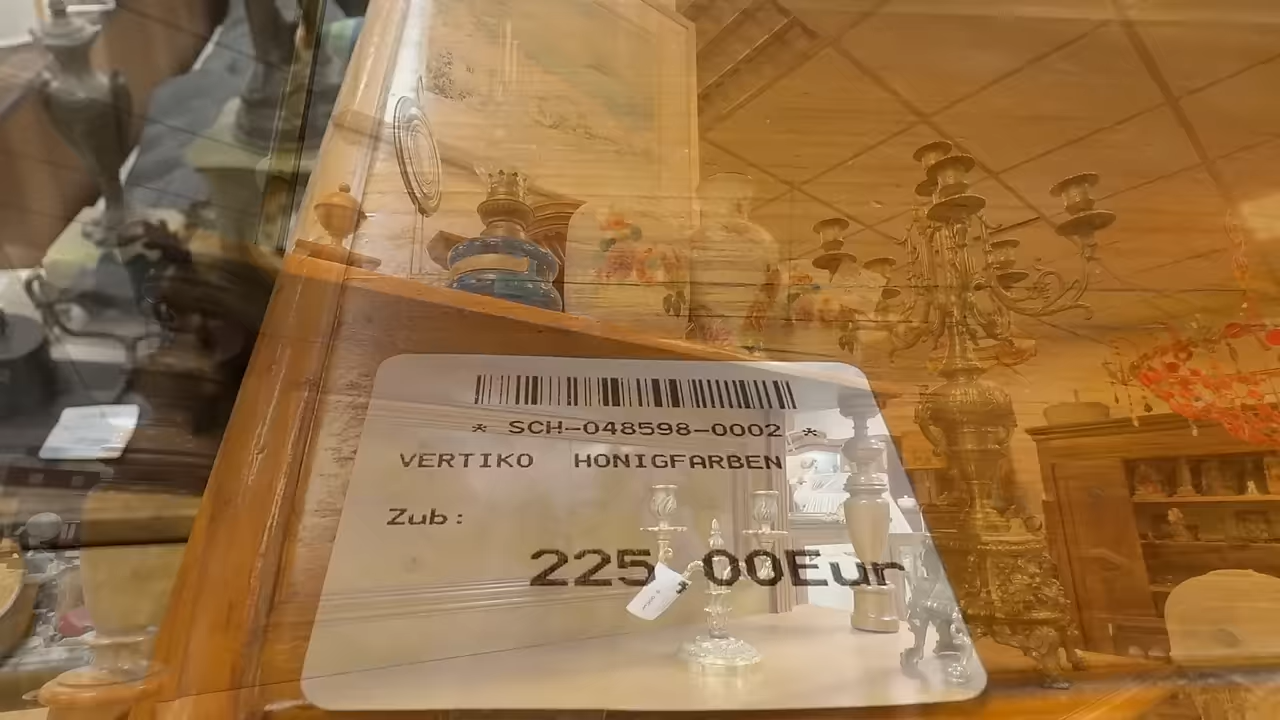 * SCH-048598-0002 *
VERTIKO HONIGFARBEN
Zub:
225 00Eur